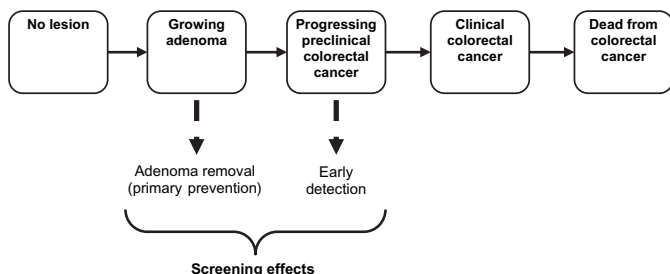 No lesion
Growing
adenoma
Progressing
preclinical
colorectal
cancer
Clinical
colorectal
cancer
Dead from
colorectal
cancer
Adenoma removal
(primary prevention)
Early
detection
Screening effects